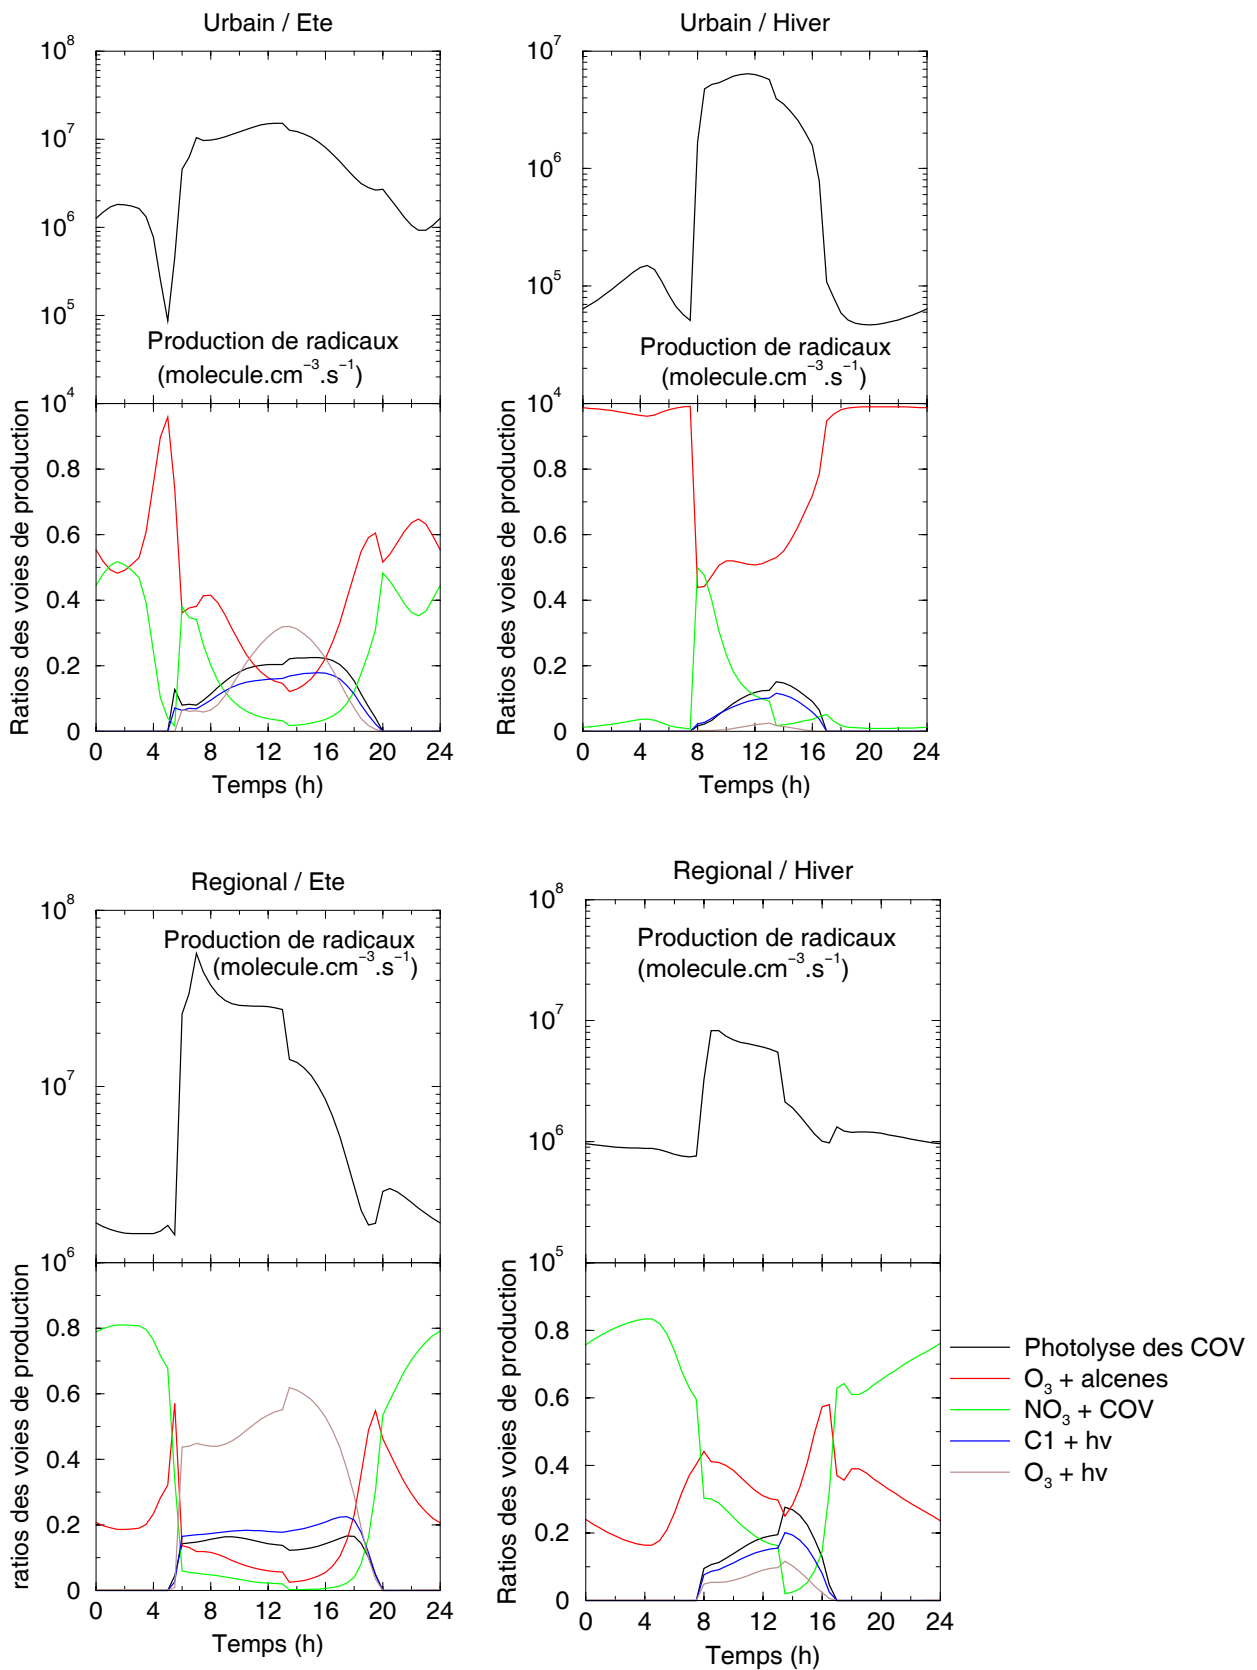 Urbain / Ete
10^8
10^7
10^6
10^5
10^4
Production de radicaux
(molecule.cm^−3.s^−1)
Ratios des voies de production
0.8
0.6
0.4
0.2
0
0 4 8 12 16 20 24
Temps (h)
Urbain / Hiver
10^7
10^6
10^5
10^4
Production de radicaux
(molecule.cm^−3.s^−1)
Ratios des voies de production
0.8
0.6
0.4
0.2
0
0 4 8 12 16 20 24
Temps (h)
Regional / Ete
10^8
10^7
10^6
Production de radicaux
(molecule.cm^−3.s^−1)
ratios des voies de production
0
0.8
0.6
0.4
0.2
0
0 4 8 12 16 20 24
Temps (h)
Regional / Hiver
10^8
10^7
10^6
10^5
Production de radicaux
(molecule.cm^−3.s^−1)
Ratios des voies de production
0
0.8
0.6
0.4
0.2
0
0 4 8 12 16 20 24
Temps (h)
Photolyse des COV
O_3 + alcenes
NO_3 + COV
C1 + hv
O_3 + hv